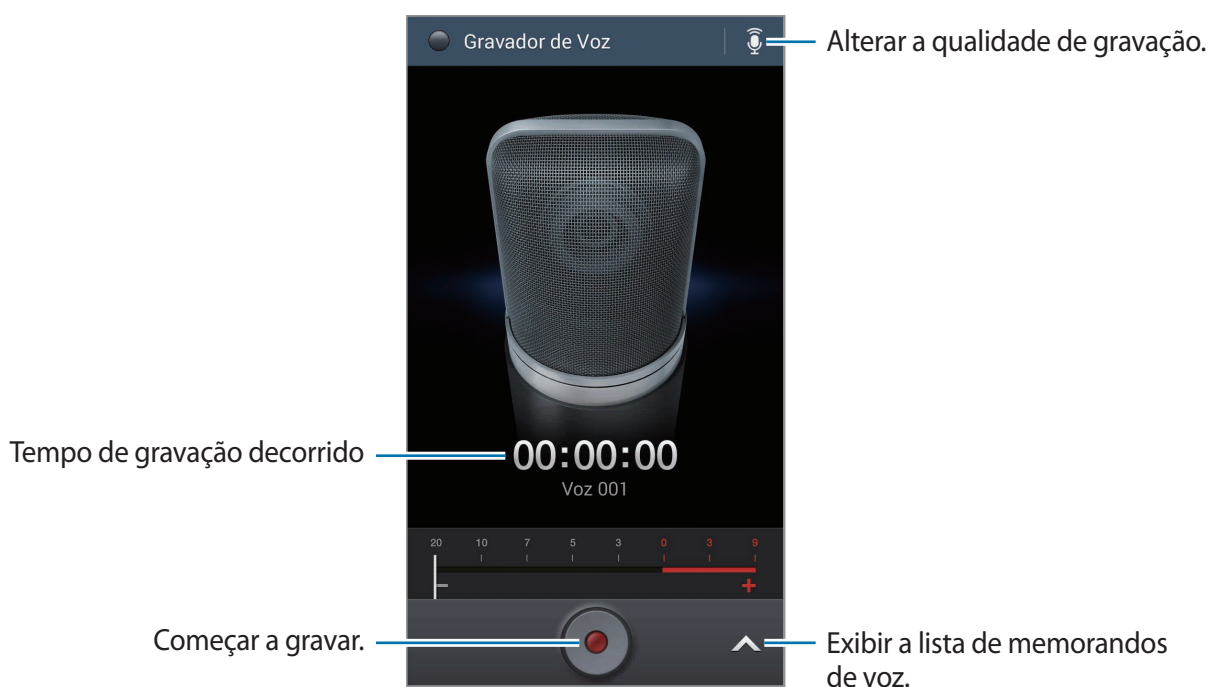 Gravador de Voz
Alterar a qualidade de gravação.
Tempo de gravação decorrido
00:00:00
Voz 001
20 10 7 5 3 0 3 9
− +
Começar a gravar.
Exibir a lista de memorandos
de voz.